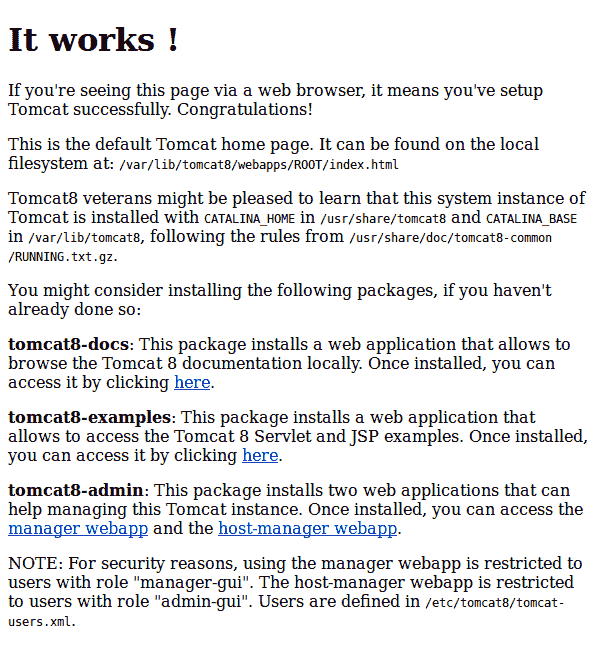 It works !
If you're seeing this page via a web browser, it means you've setup
Tomcat successfully. Congratulations!
This is the default Tomcat home page. It can be found on the local
filesystem at: /var/lib/tomcat8/webapps/ROOT/index.html
Tomcat8 veterans might be pleased to learn that this system instance of
Tomcat is installed with CATALINA_HOME in /usr/share/tomcat8 and CATALINA_BASE
in /var/lib/tomcat8, following the rules from /usr/share/doc/tomcat8-common
/RUNNING.txt.gz.
You might consider installing the following packages, if you haven't
already done so:
tomcat8-docs: This package installs a web application that allows to
browse the Tomcat 8 documentation locally. Once installed, you can
access it by clicking here.
tomcat8-examples: This package installs a web application that
allows to access the Tomcat 8 Servlet and JSP examples. Once installed,
you can access it by clicking here.
tomcat8-admin: This package installs two web applications that can
help managing this Tomcat instance. Once installed, you can access the
manager webapp and the host-manager webapp.
NOTE: For security reasons, using the manager webapp is restricted to
users with role "manager-gui". The host-manager webapp is restricted
to users with role "admin-gui". Users are defined in /etc/tomcat8/tomcat-
users.xml.